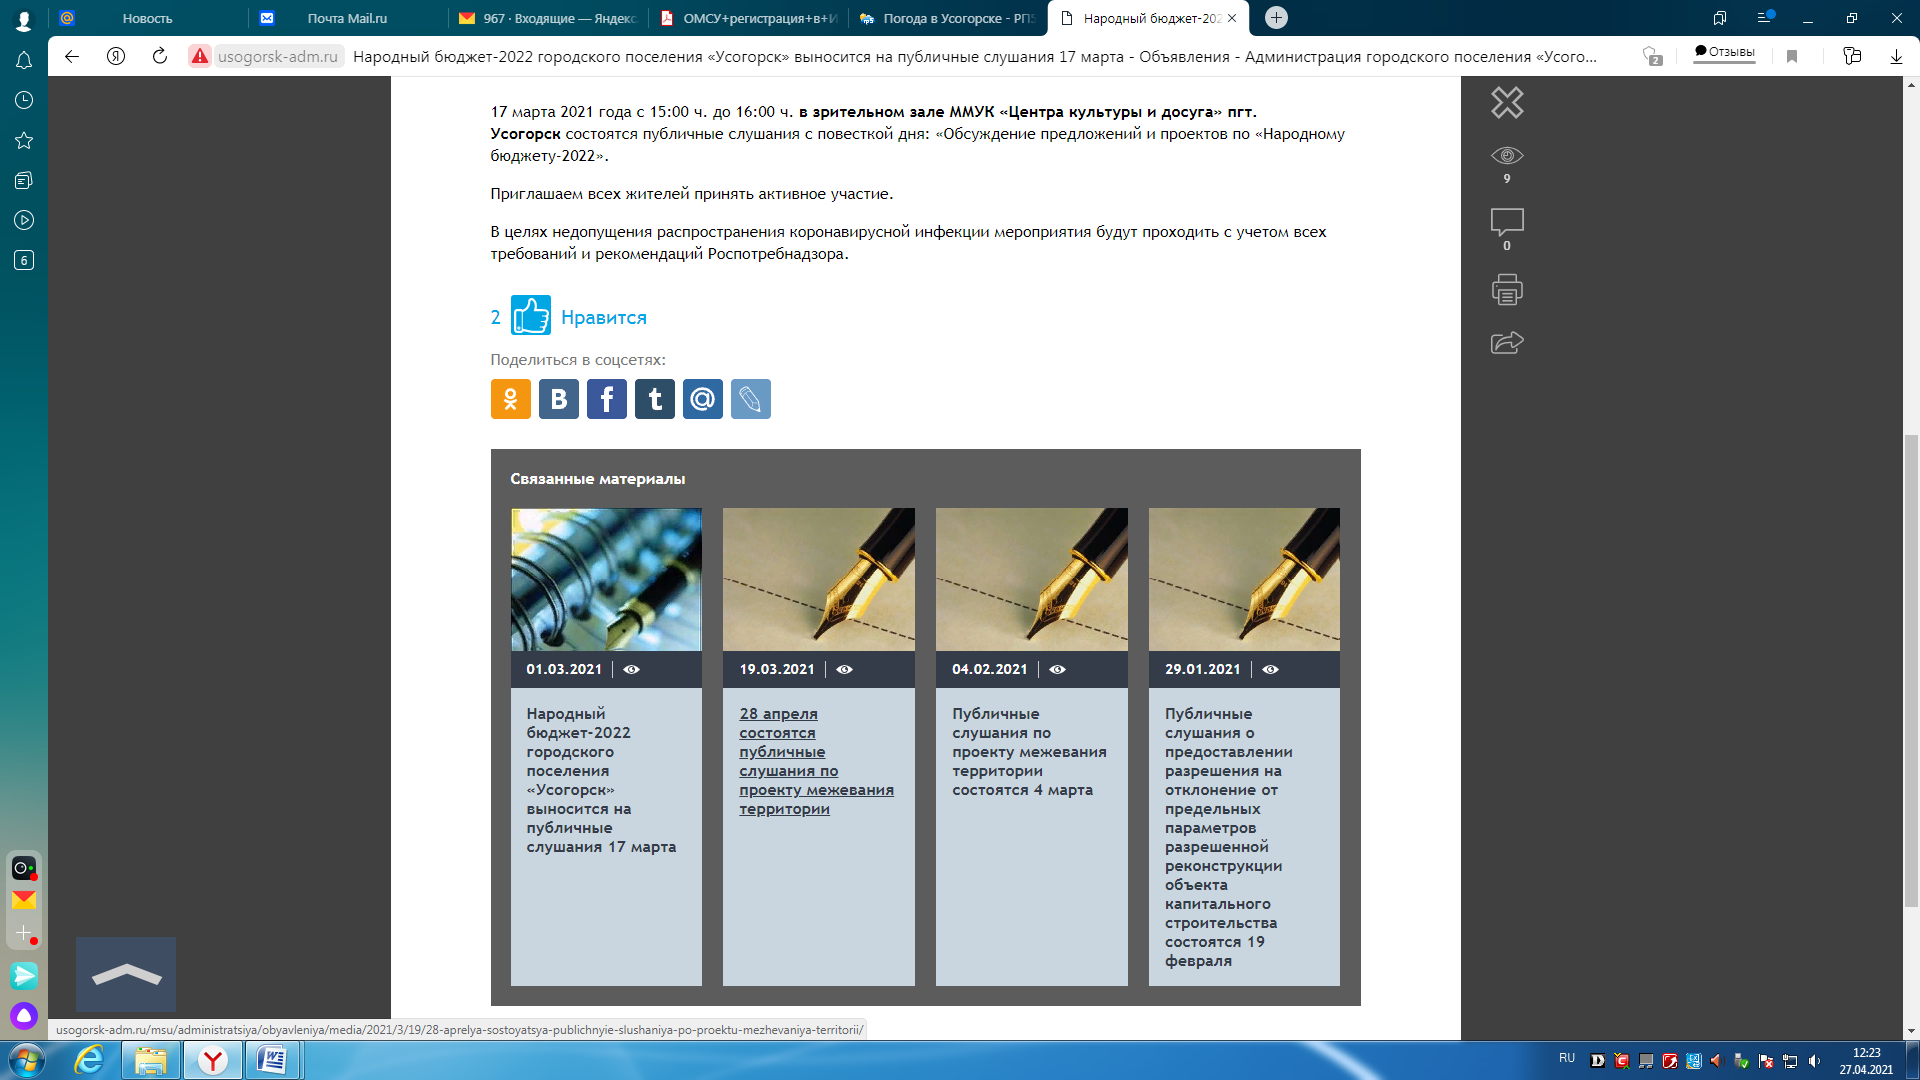 Новость
Почта Mail.ru
967 · Входящие — Яндекс
ОМСУ+регистрация+в+И
Погода в Усогорске - РП5
Народный бюджет-202
usogorsk-adm.ru
Народный бюджет-2022 городского поселения «Усогорск» выносится на публичные слушания 17 марта - Объявления - Администрация городского поселения «Усого...
2
Отзывы
6
17 марта 2021 года с 15:00 ч. до 16:00 ч. в зрительном зале ММУК «Центра культуры и досуга» пгт.
Усогорск состоятся публичные слушания с повесткой дня: «Обсуждение предложений и проектов по «Народному
бюджету-2022».
Приглашаем всех жителей принять активное участие.
В целях недопущения распространения коронавирусной инфекции мероприятия будут проходить с учетом всех
требований и рекомендаций Роспотребнадзора.
9
0
2 Нравится
Поделиться в соцсетях:
Связанные материалы
01.03.2021
Народный
бюджет-2022
городского
поселения
«Усогорск»
выносится на
публичные
слушания 17 марта
19.03.2021
28 апреля
состоятся
публичные
слушания по
проекту межевания
территории
04.02.2021
Публичные
слушания по
проекту межевания
территории
состоятся 4 марта
29.01.2021
Публичные
слушания о
предоставлении
разрешения на
отклонение от
предельных
параметров
разрешенной
реконструкции
объекта
капитального
строительства
состоятся 19
февраля
usogorsk-adm.ru/msu/administratsiya/obyavleniya/media/2021/3/19/28-aprelya-sostoyatsya-publichnyie-slushaniya-po-proektu-mezhevaniya-territorii/
RU
12:23
27.04.2021